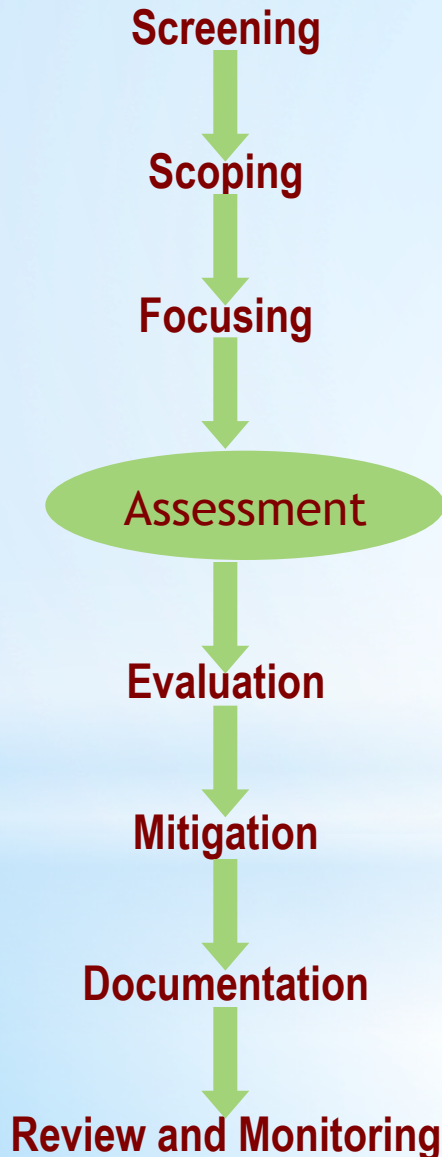 Screening
Scoping
Focusing
Assessment
Evaluation
Mitigation
Documentation
Review and Monitoring